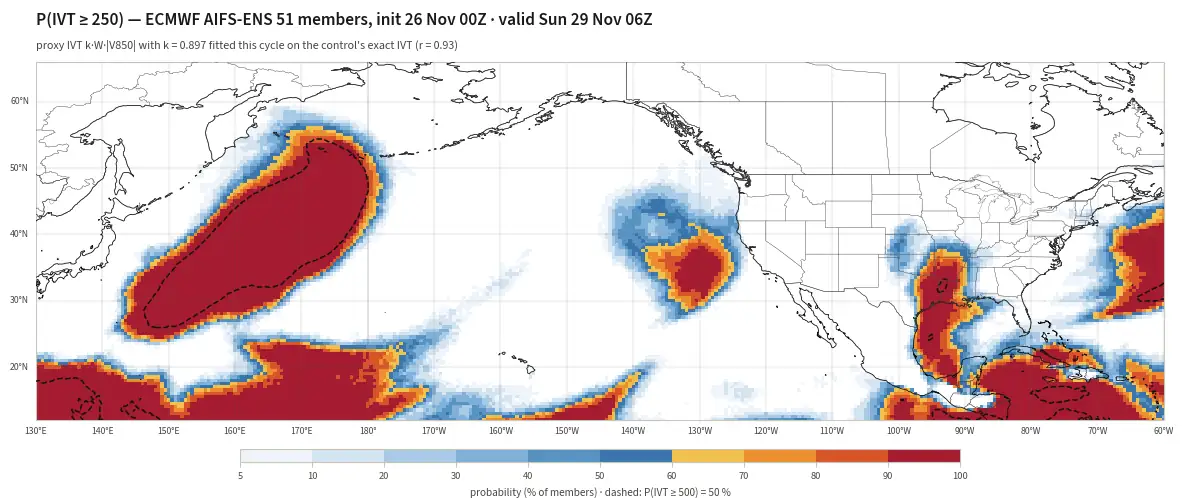 P(IVT ≥ 250) — ECMWF AIFS-ENS 51 members, init 26 Nov 00Z · valid Sun 29 Nov 06Z
proxy IVT k·W·|V850| with k = 0.897 fitted this cycle on the control's exact IVT (r = 0.93)
60°N
50°N
40°N
30°N
20°N
130°E 140°E 150°E 160°E 170°E 180° 170°W 160°W 150°W 140°W 130°W 120°W 110°W 100°W 90°W 80°W 70°W 60°W
5 10 20 30 40 50 60 70 80 90 100
probability (% of members) · dashed: P(IVT ≥ 500) = 50 %